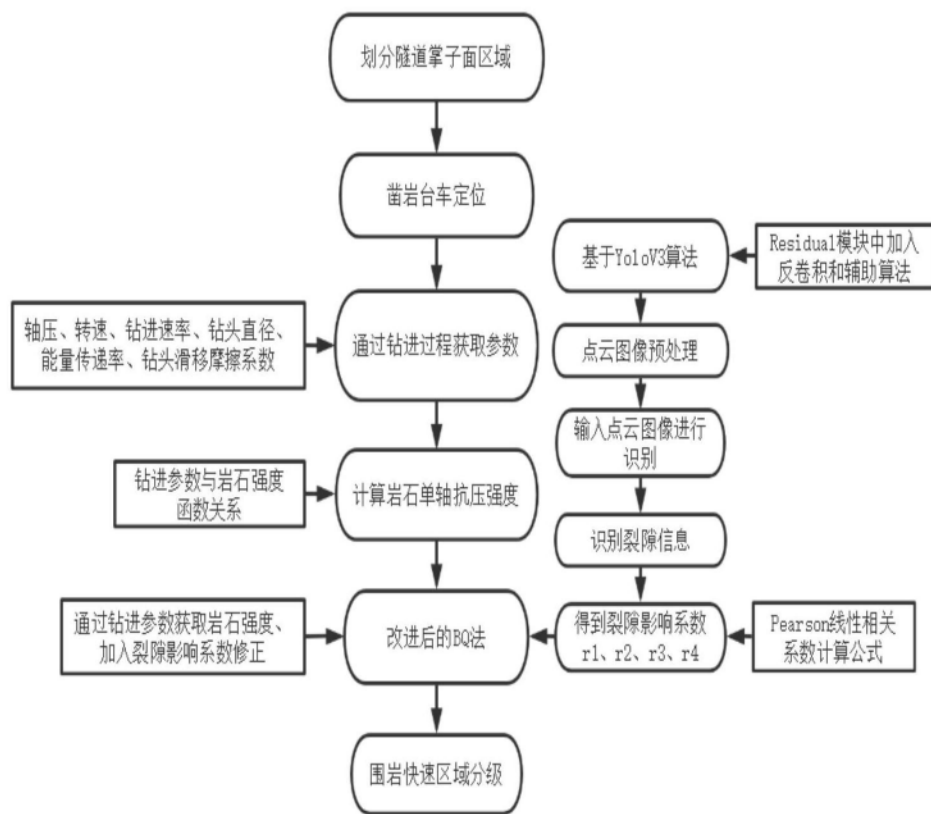 划分隧道掌子面区域
凿岩台车定位
基于YoloV3算法
Residual模块中加入
反卷积和辅助算法
轴压、转速、钻进速率、钻头直径、
能量传递率、钻头滑移摩擦系数
通过钻进过程获取参数
点云图像预处理
输入点云图像进行
识别
钻进参数与岩石强度
函数关系
计算岩石单轴抗压强度
识别裂隙信息
通过钻进参数获取岩石强度、
加入裂隙影响系数修正
改进后的BQ法
得到裂隙影响系数
r1、r2、r3、r4
Pearson线性相关
系数计算公式
围岩快速区域分级